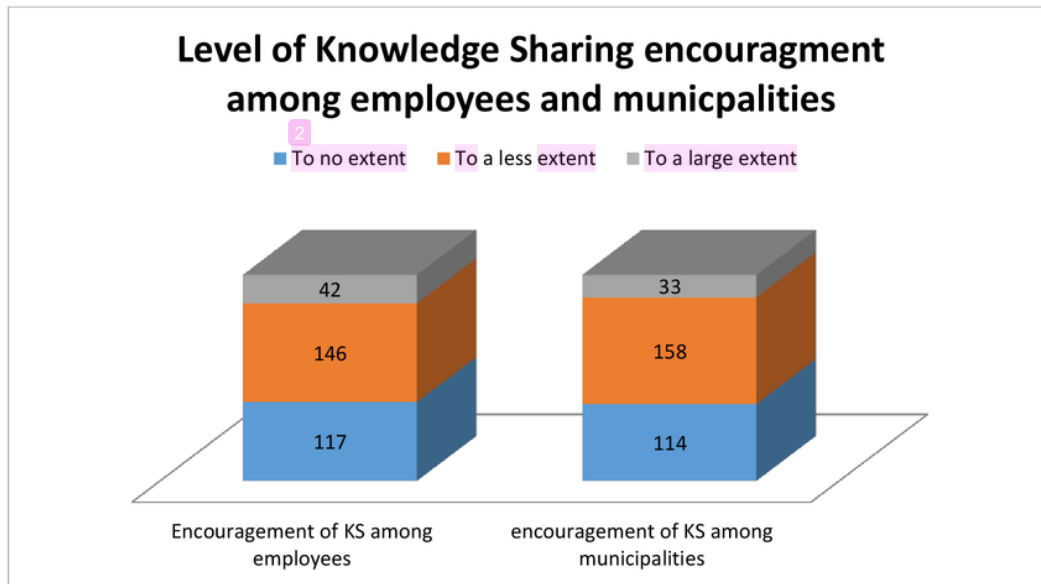 Level of Knowledge Sharing encouragment
among employees and municpalities
2
To no extent To a less extent To a large extent
42
33
146
158
117
114
Encouragement of KS among
employees
encouragement of KS among
municipalities